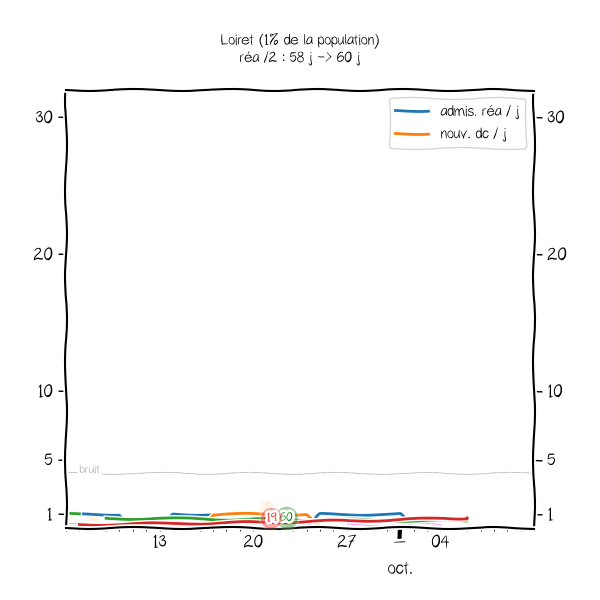 Loiret (1% de la population)
réa /2 : 58 j -> 60 j
admis. réa / j
nouv. dc / j
30
30
20
20
10
10
5
5
bruit
1
1
19
60
13
20
27
04
oct.